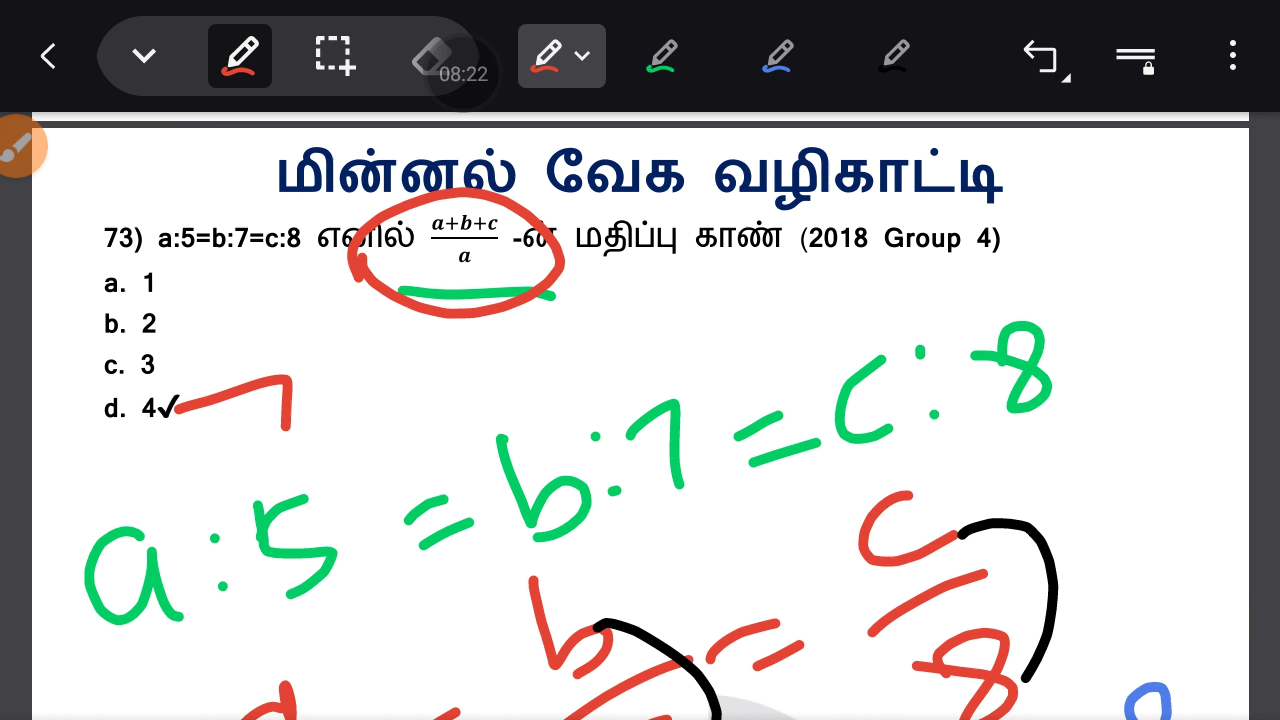 08:22
மின்னல் வேக வழிகாட்டி
73) a:5=b:7=c:8 எனில் a+b+c/a -ன் மதிப்பு காண் (2018 Group 4)
a. 1
b. 2
c. 3
d. 4✓
a:5 = b:7 = c:8
b = c/8